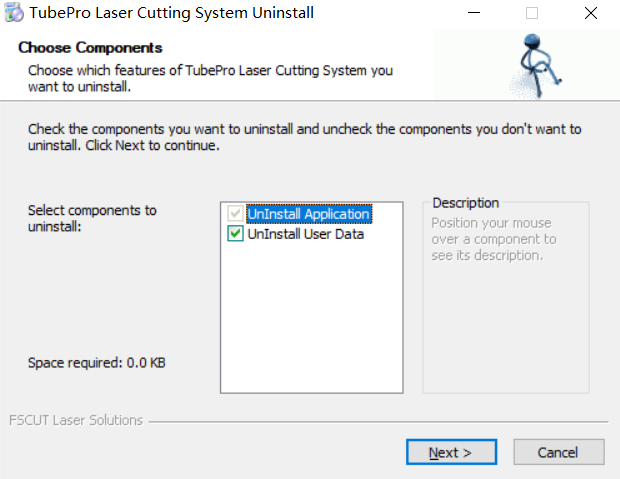 TubePro Laser Cutting System Uninstall
Choose Components
Choose which features of TubePro Laser Cutting System you
want to uninstall.
Check the components you want to uninstall and uncheck the components you don't want to
uninstall. Click Next to continue.
Select components to
uninstall:
UnInstall Application
UnInstall User Data
Description
Position your mouse
over a component to
see its description.
Space required: 0.0 KB
FSCUT Laser Solutions
Next >
Cancel